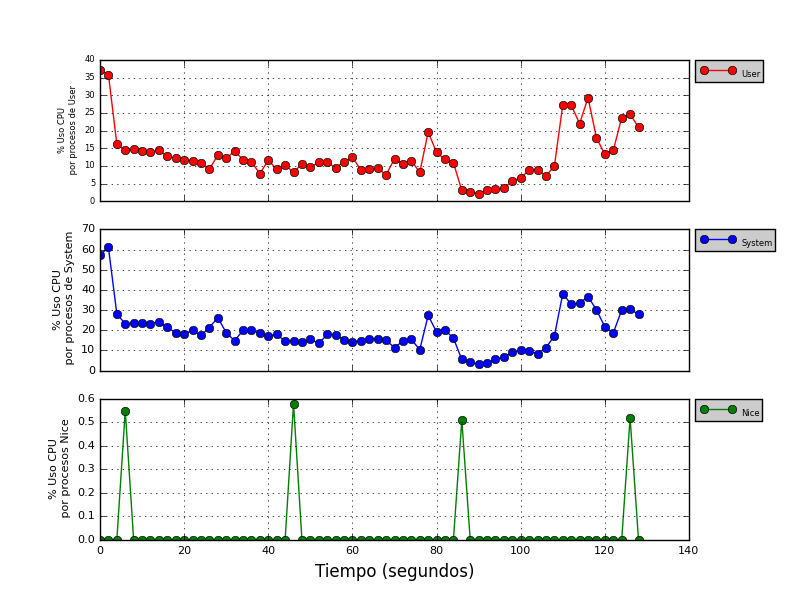 40
35
30
25
20
15
10
5
0
% Uso CPU
por procesos de User
User
70
60
50
40
30
20
10
0
% Uso CPU
por procesos de System
System
0.6
0.5
0.4
0.3
0.2
0.1
0.0
% Uso CPU
por procesos Nice
Nice
0 20 40 60 80 100 120 140
Tiempo (segundos)